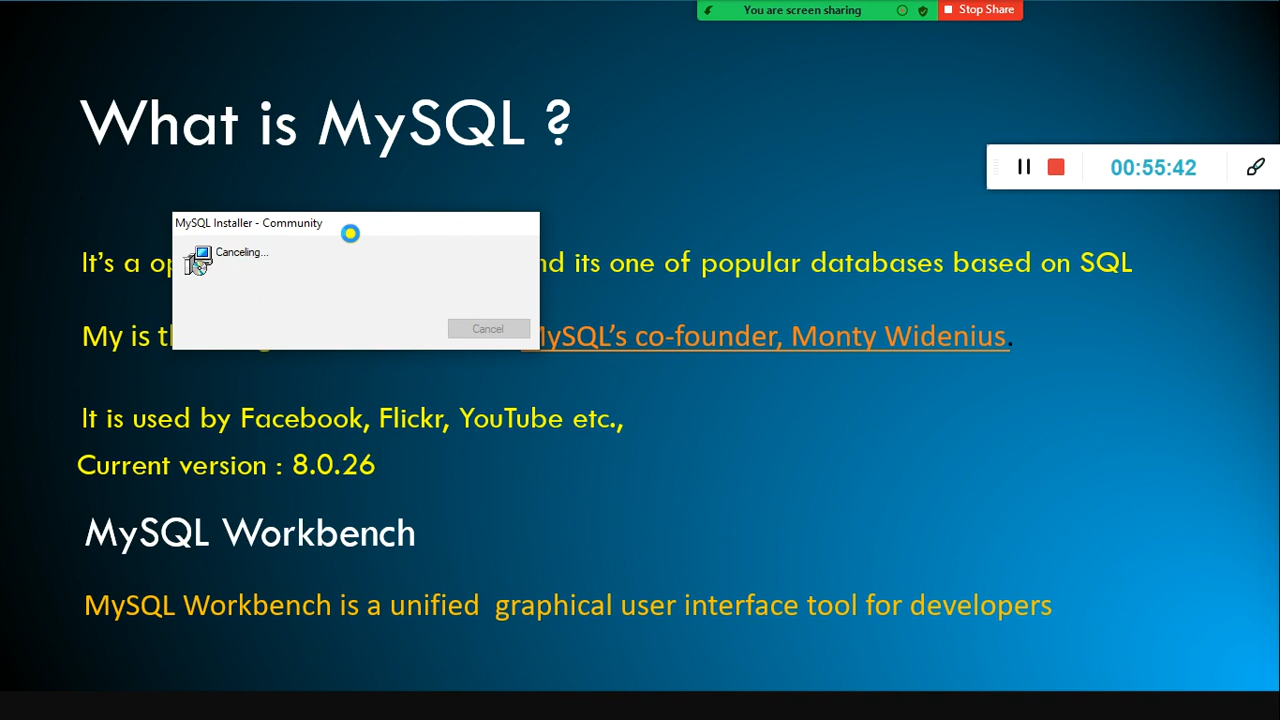 You are screen sharing
Stop Share
What is MySQL ?
00:55:42
MySQL Installer - Community
Canceling...
Cancel
It's a nd its one of popular databases based on SQL
My is MySQL's co-founder, Monty Widenius.
It is used by Facebook, Flickr, YouTube etc.,
Current version : 8.0.26
MySQL Workbench
MySQL Workbench is a unified graphical user interface tool for developers